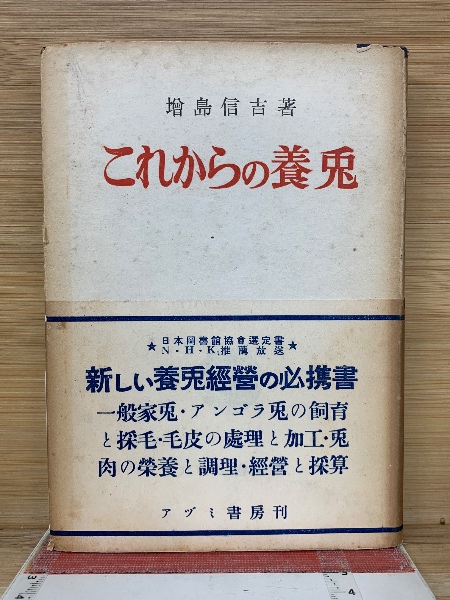 增島信吉著
これからの養兎
★日本図書館協會選定書★
N・H・K推薦放送
新しい養兎經營の必携書
一般家兎・アンゴラ兎の飼育
と採毛・毛皮の處理と加工・兎
肉の榮養と調理・經營と採算
アヅミ書房刊